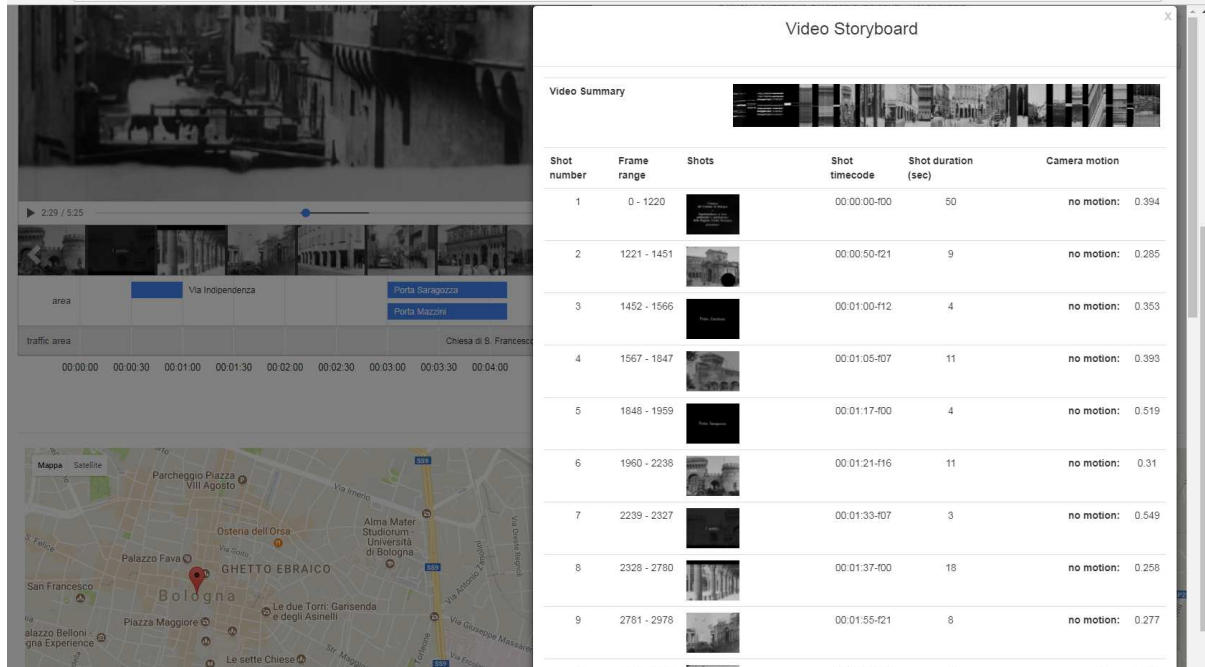 2:29 / 5:25
area
Via Indipendenza
Porta Saragozza
Porta Mazzini
traffic area
Chiesa di S. Francesco
00:00:00 00:00:30 00:01:00 00:01:30 00:02:00 00:02:30 00:03:00 00:03:30 00:04:00
Mappa Satellite
Parcheggio Piazza
VIII Agosto
Via Irnerio
S59
Osteria dell'Orsa
Alma Mater
Studiorum -
Università
di Bologna
S. Felice
Palazzo Fava
GHETTO EBRAICO
S59
San Francesco
Bologna
Le due Torri: Garisenda
e degli Asinelli
Piazza Maggiore
Via Giuseppe Massarenti
Le sette Chiese
Str. Maggiore
S59
Video Storyboard
X
Video Summary
Shot number Frame range Shots Shot timecode Shot duration (sec) Camera motion
1 0 - 1220 00:00:00-f00 50 no motion: 0.394
2 1221 - 1451 00:00:50-f21 9 no motion: 0.285
3 1452 - 1566 00:01:00-f12 4 no motion: 0.353
4 1567 - 1847 00:01:05-f07 11 no motion: 0.393
5 1848 - 1959 Porta Saragozza 00:01:17-f00 4 no motion: 0.519
6 1960 - 2238 00:01:21-f16 11 no motion: 0.31
7 2239 - 2327 00:01:33-f07 3 no motion: 0.549
8 2328 - 2780 00:01:37-f00 18 no motion: 0.258
9 2781 - 2978 00:01:55-f21 8 no motion: 0.277